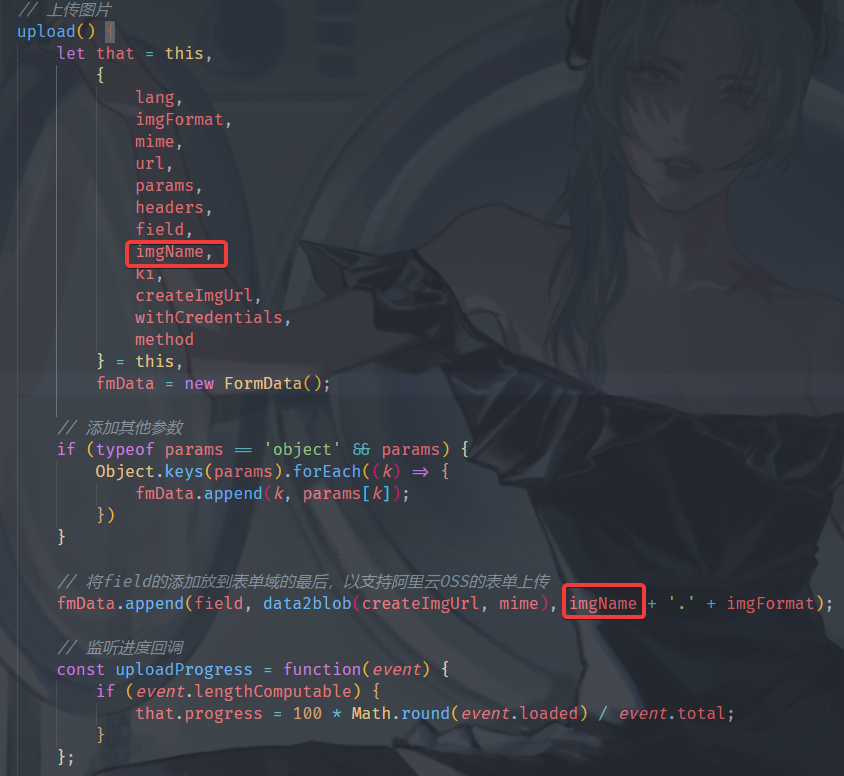 // 上传图片
upload() {
let that = this,
{
lang,
imgFormat,
mime,
url,
params,
headers,
field,
imgName,
ki,
createImgUrl,
withCredentials,
method
} = this,
fmData = new FormData();
// 添加其他参数
if (typeof params == 'object' && params) {
Object.keys(params).forEach((k) => {
fmData.append(k, params[k]);
})
}
// 将field的添加放到表单域的最后，以支持阿里云OSS的表单上传
fmData.append(field, data2blob(createImgUrl, mime), imgName + '.' + imgFormat);
// 监听进度回调
const uploadProgress = function(event) {
if (event.lengthComputable) {
that.progress = 100 * Math.round(event.loaded) / event.total;
}
};